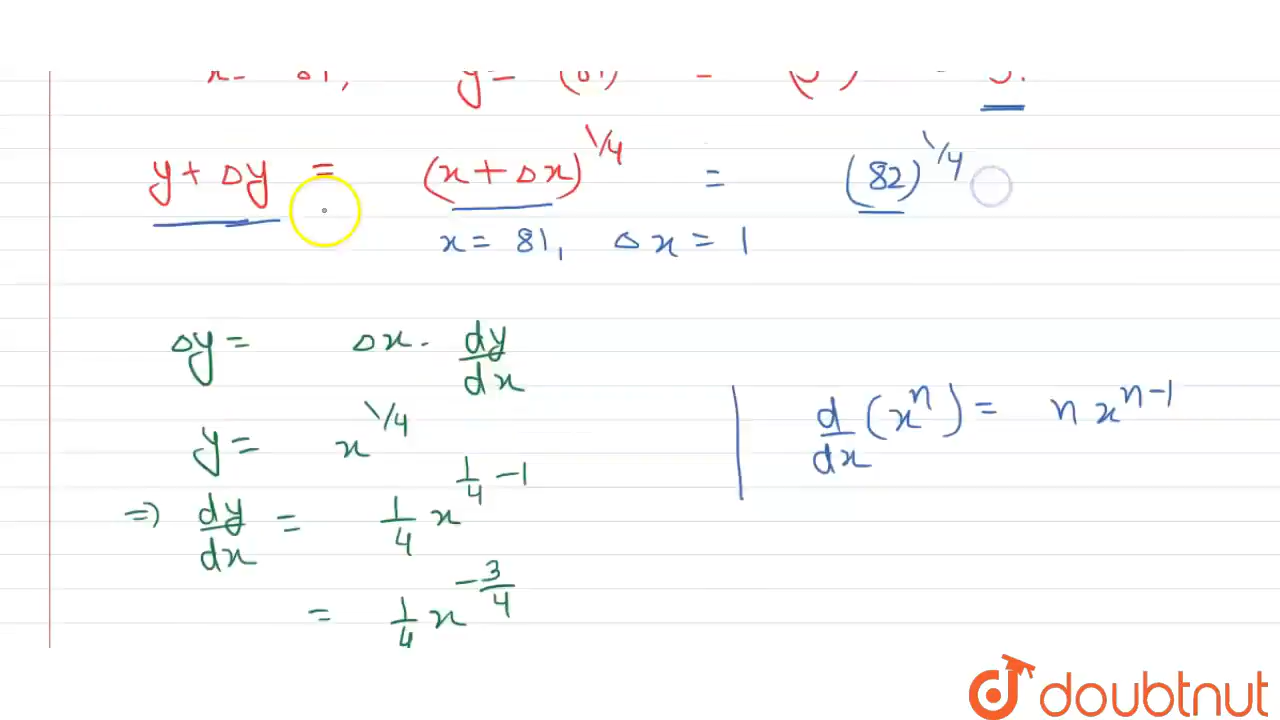 y + Δy = (x + Δx)^1/4 = (82)^1/4
x = 81, Δx = 1
Δy = Δx . dy/dx
y = x^1/4
d/dx (x^n) = n x^n-1
=> dy/dx = 1/4 x^1/4 - 1
= 1/4 x^-3/4
doubtnut